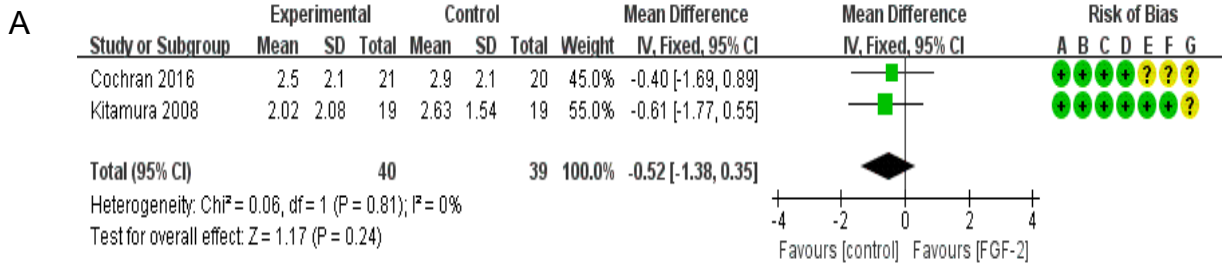 A
Experimental Control Mean Difference Mean Difference Risk of Bias
Study or Subgroup Mean SD Total Mean SD Total Weight IV, Fixed, 95% CI IV, Fixed, 95% CI A B C D E F G
Cochran 2016 2.5 2.1 21 2.9 2.1 20 45.0% -0.40 [-1.69, 0.89] + + + + ? ? ?
Kitamura 2008 2.02 2.08 19 2.63 1.54 19 55.0% -0.61 [-1.77, 0.55] + + + + + + ?
Total (95% CI) 40 39 100.0% -0.52 [-1.38, 0.35]
Heterogeneity: Chi² = 0.06, df = 1 (P = 0.81); I² = 0%
Test for overall effect: Z = 1.17 (P = 0.24)
-4 -2 0 2 4
Favours [control] Favours [FGF-2]